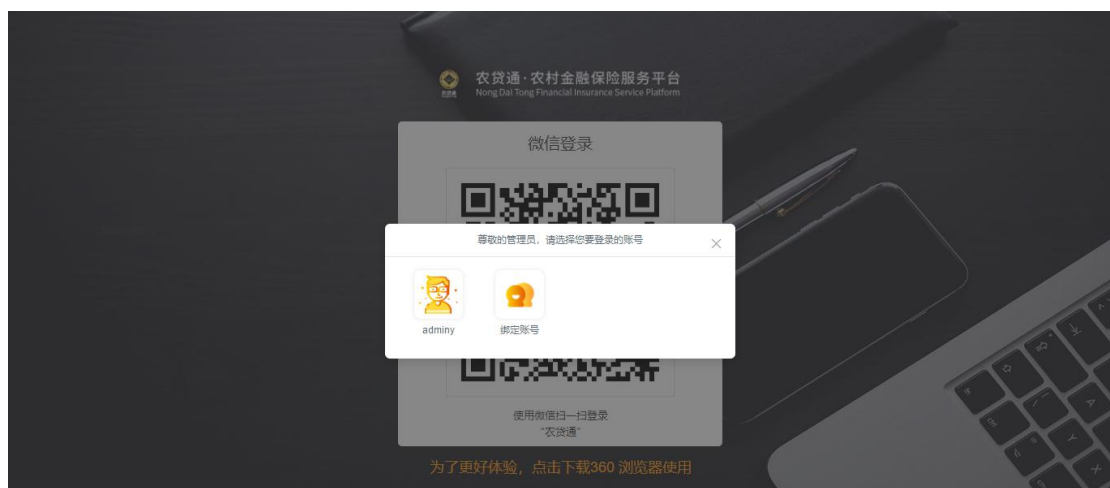 农贷通·农村金融保险服务平台
Nong Dai Tong Financial Insurance Service Platform
微信登录
尊敬的管理员，请选择您要登录的账号
adminy
绑定账号
使用微信扫一扫登录
“农贷通”
为了更好体验，点击下载360 浏览器使用